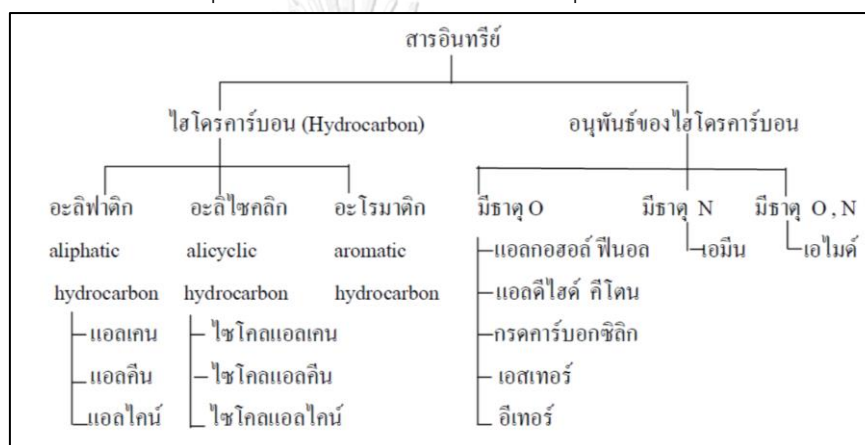 สารอินทรีย์
ไฮโดรคาร์บอน (Hydrocarbon) อนุพันธ์ของไฮโดรคาร์บอน
อะลิฟาติก อะลิไซคลิก อะโรมาติก มีธาตุ O มีธาตุ N มีธาตุ O , N
aliphatic alicyclic aromatic แอลกอฮอล์ ฟีนอล เอมีน เอไมด์
hydrocarbon hydrocarbon hydrocarbon แอลดีไฮด์ คีโตน
แอลเคน ไซโคลแอลเคน กรดคาร์บอกซิลิก
แอลคีน ไซโคลแอลคีน เอสเทอร์
แอลไคน์ ไซโคลแอลไคน์ อีเทอร์